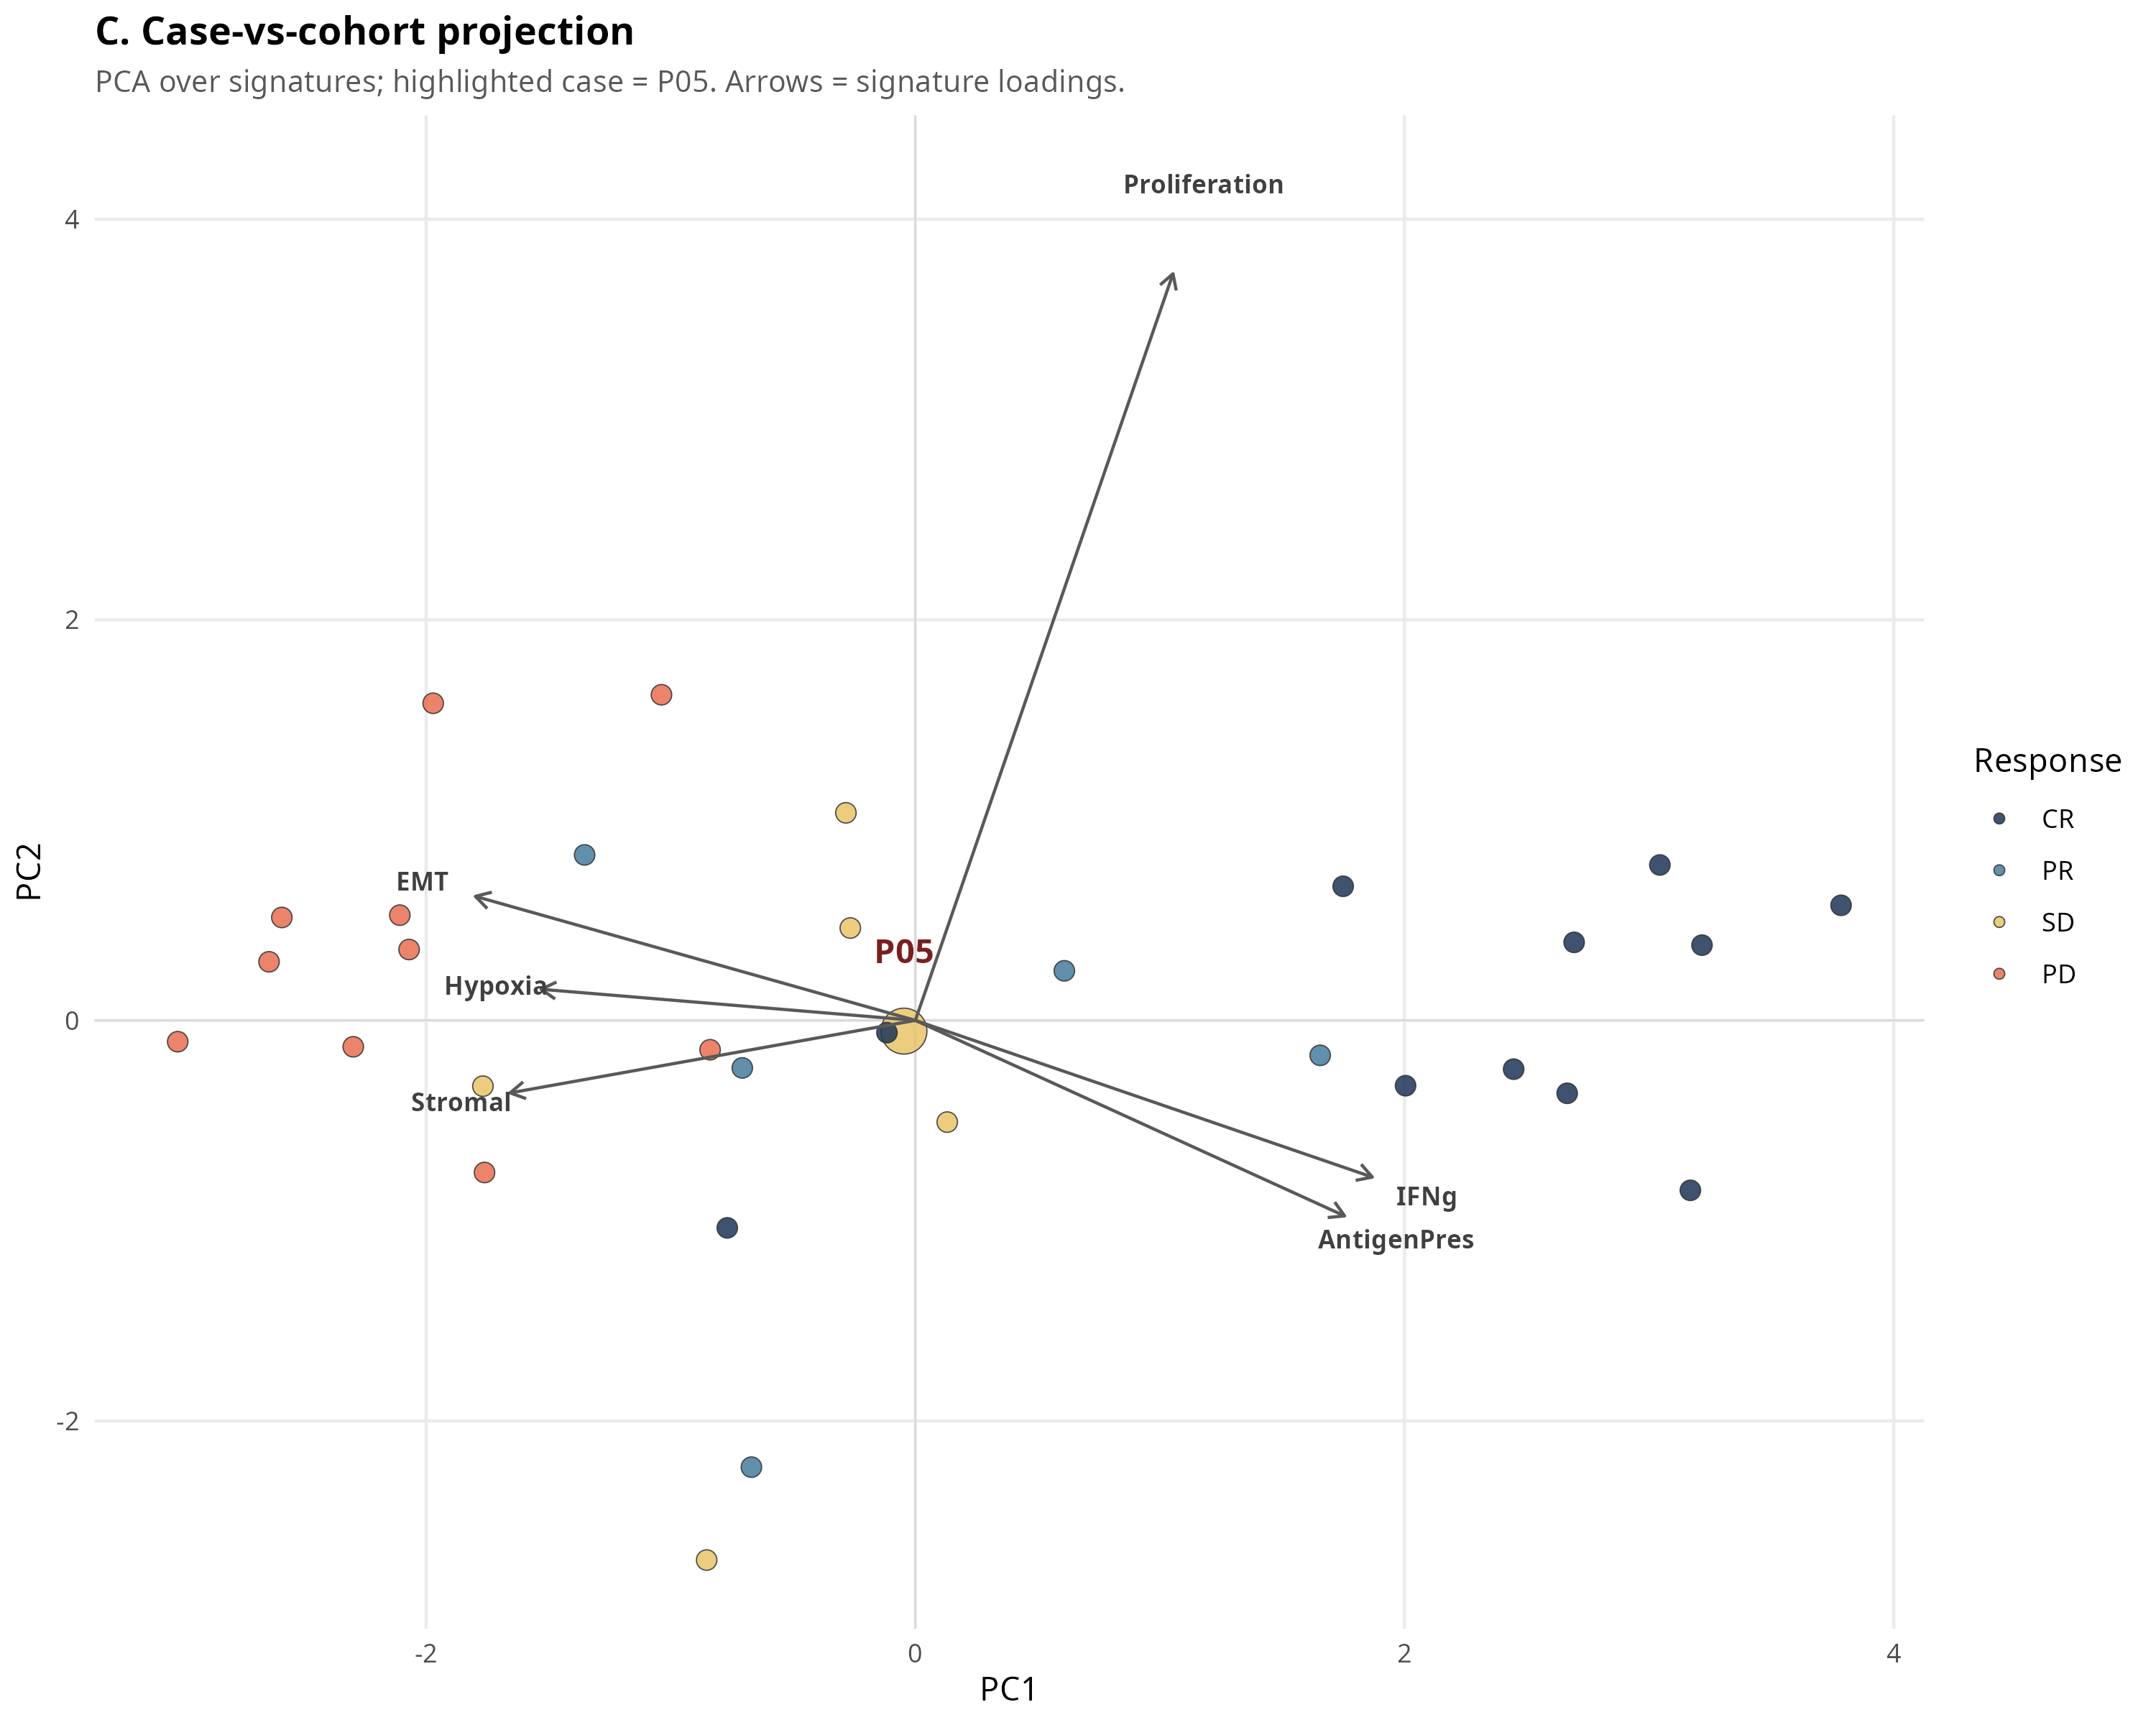 C. Case-vs-cohort projection
PCA over signatures; highlighted case = P05. Arrows = signature loadings.
Proliferation
EMT
P05
Hypoxia
Stromal
IFNg
AntigenPres
4
2
0
-2
-2
0
2
4
PC1
PC2
Response
CR
PR
SD
PD